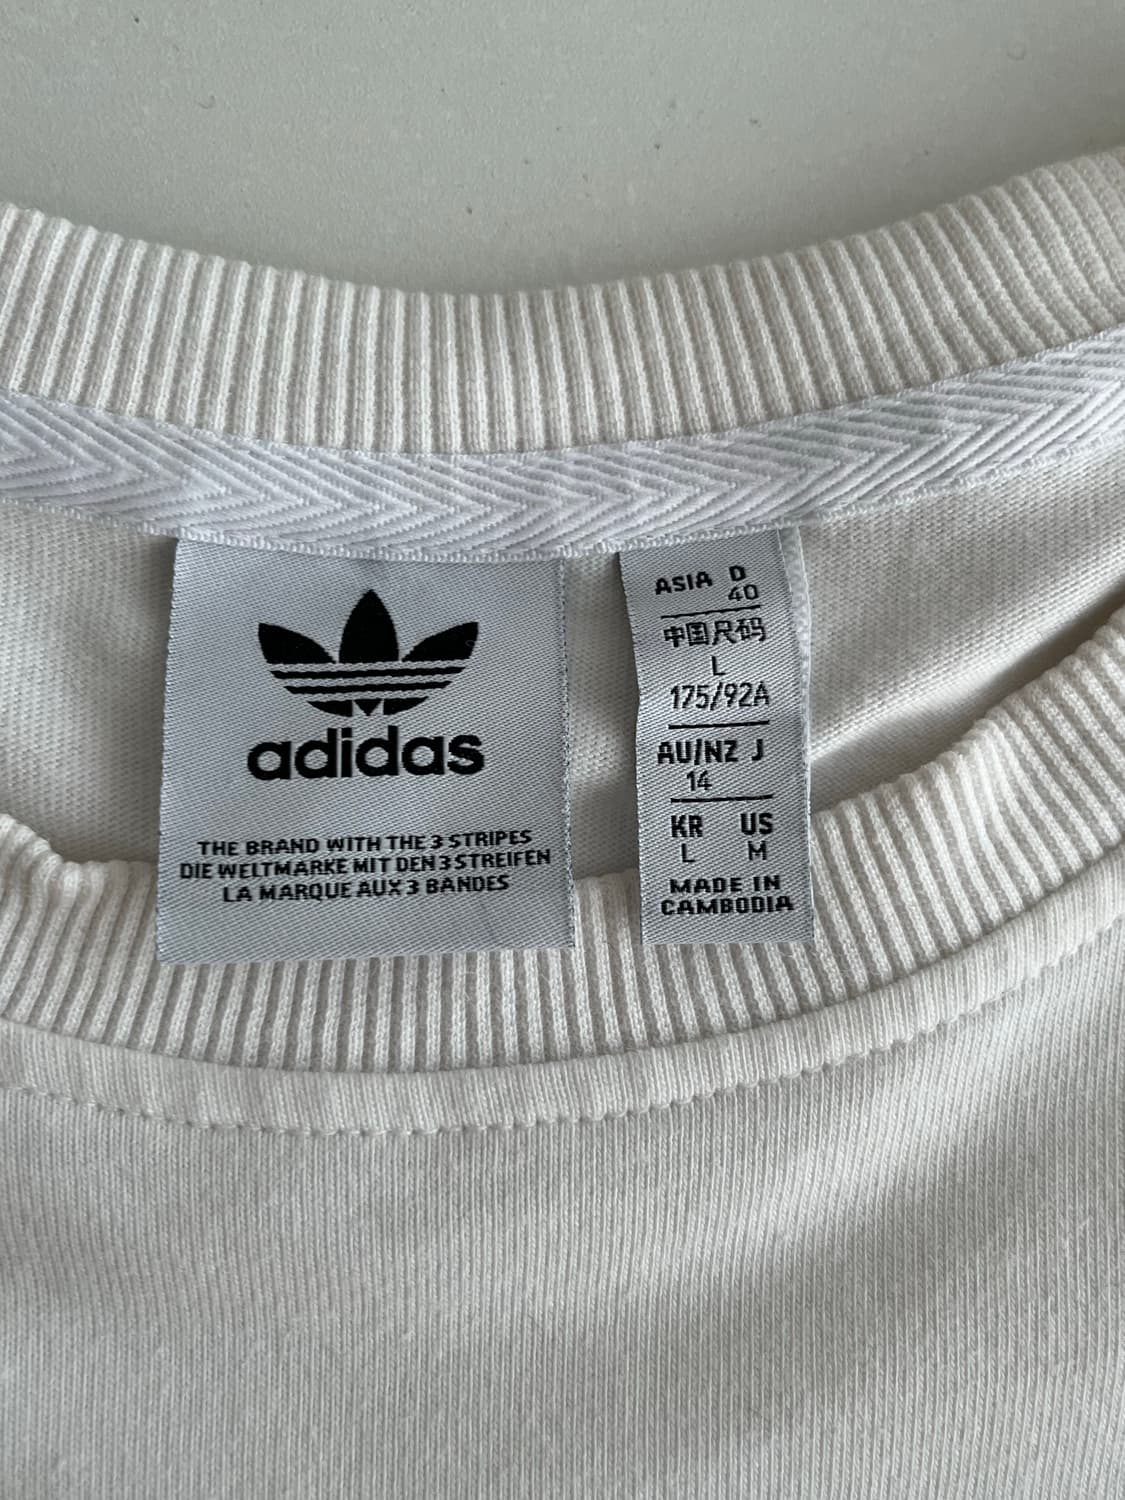 adidas
THE BRAND WITH THE 3 STRIPES
DIE WELTMARKE MIT DEN 3 STREIFEN
LA MARQUE AUX 3 BANDES
ASIA D
40
中国尺码
L
175/92A
AU/NZ J
14
KR US
L M
MADE IN
CAMBODIA